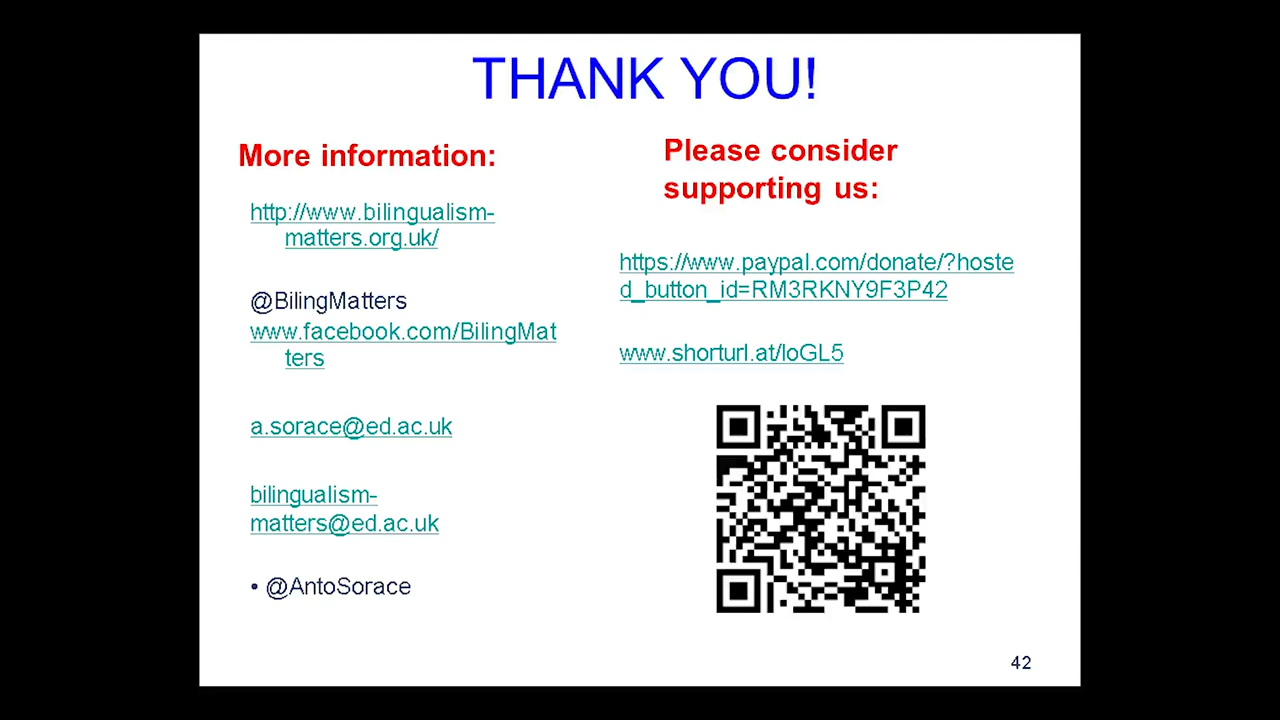 THANK YOU!
More information:
http://www.bilingualism-
matters.org.uk/
@BilingMatters
www.facebook.com/BilingMat
ters
a.sorace@ed.ac.uk
bilingualism-
matters@ed.ac.uk
• @AntoSorace
Please consider
supporting us:
https://www.paypal.com/donate/?hoste
d_button_id=RM3RKNY9F3P42
www.shorturl.at/loGL5
42